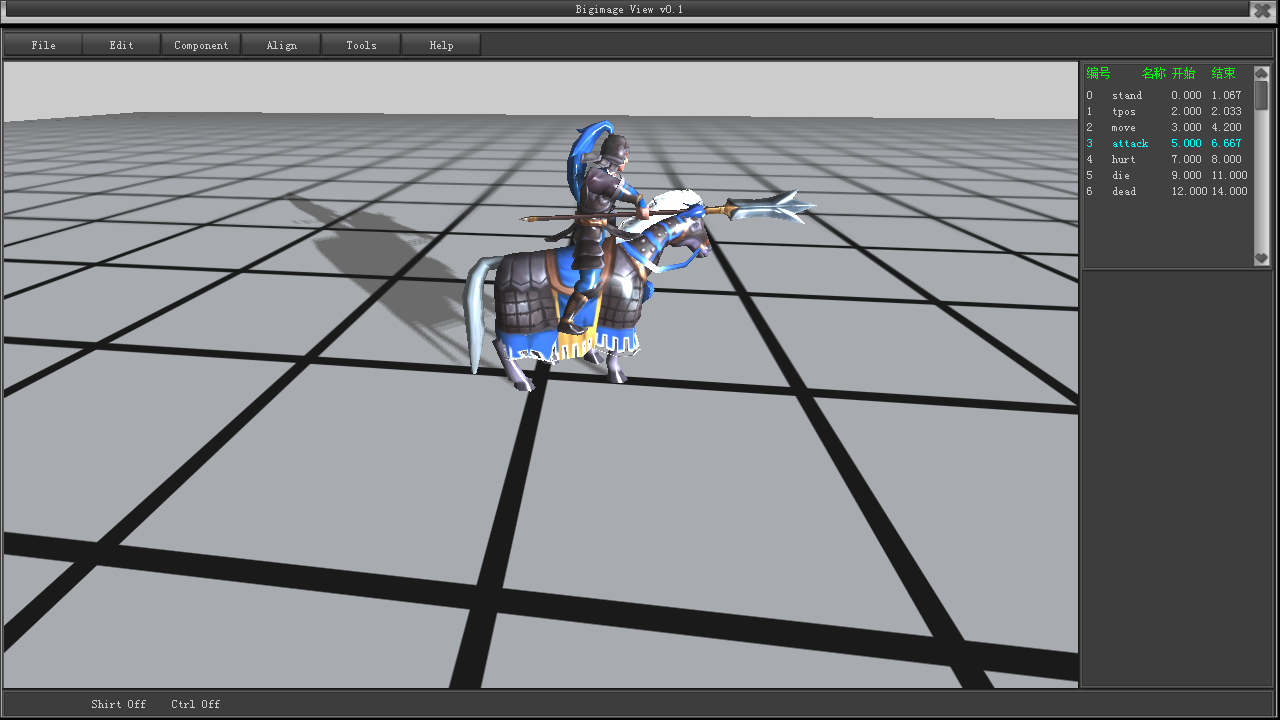 Bigimage View v0.1
File Edit Component Align Tools Help
编号 名称 开始 结束
0 stand 0.000 1.067
1 tpos 2.000 2.033
2 move 3.000 4.200
3 attack 5.000 6.667
4 hurt 7.000 8.000
5 die 9.000 11.000
6 dead 12.000 14.000
Shirt Off Ctrl Off